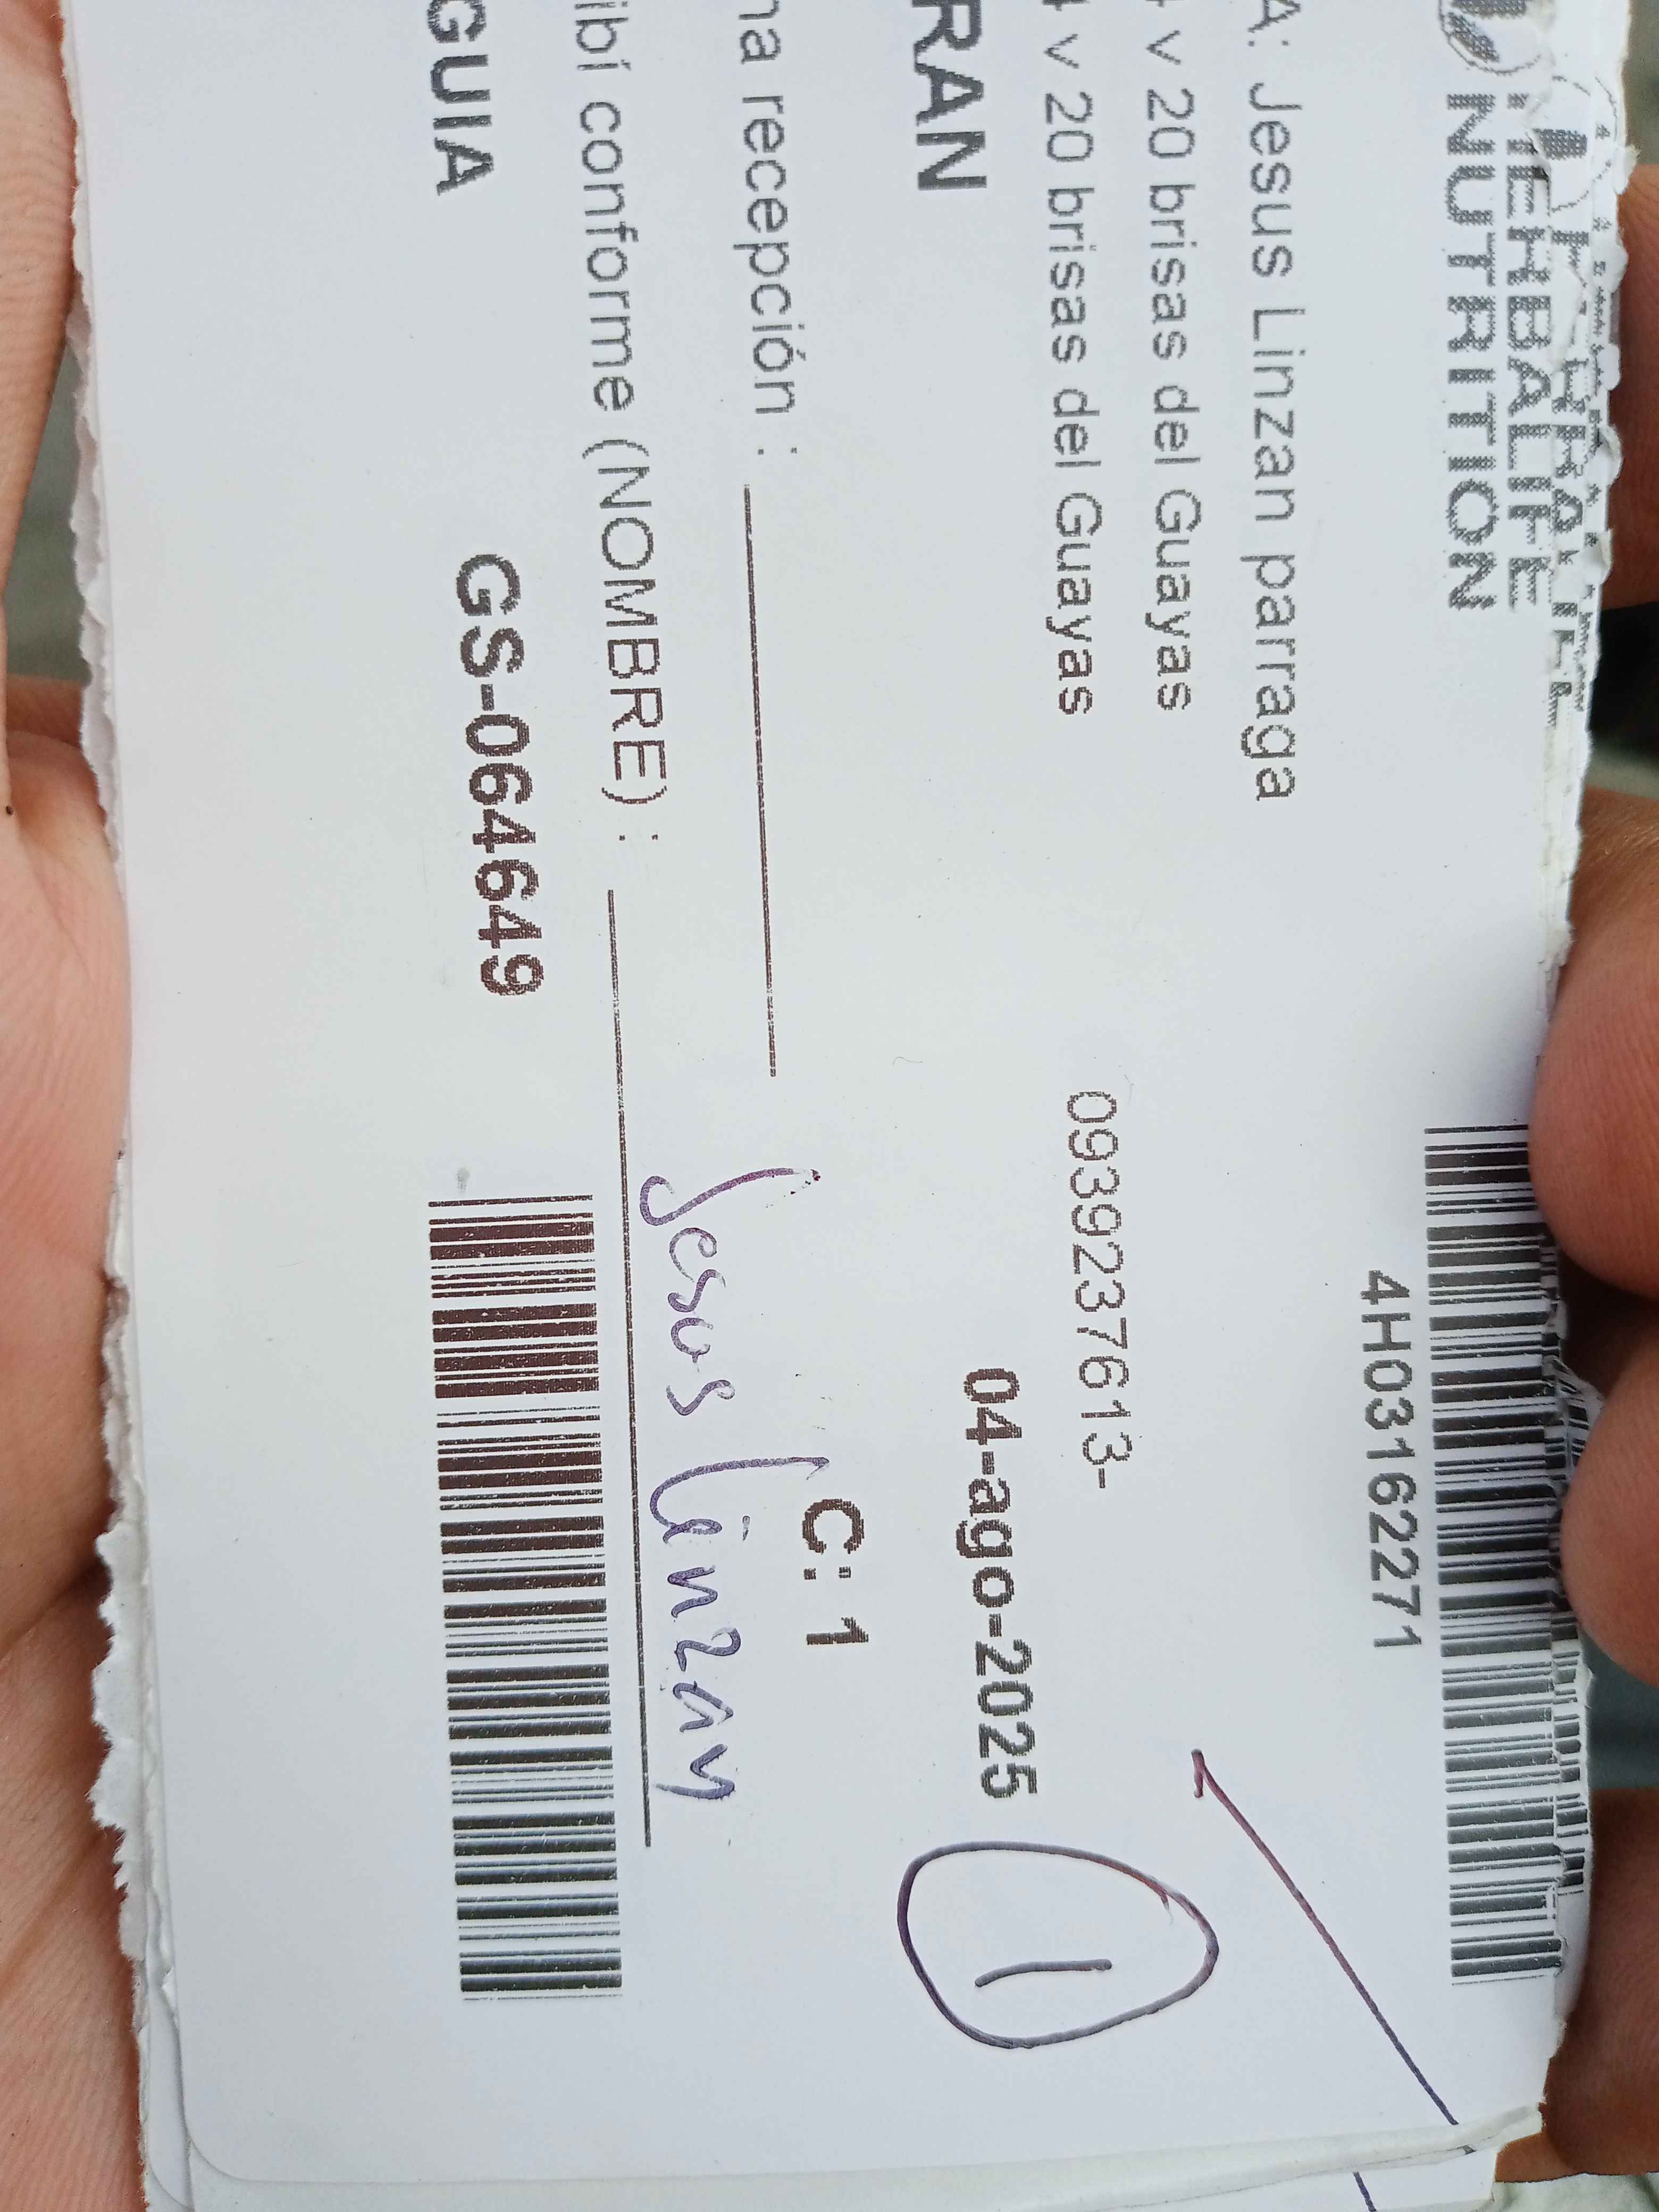 HERBALIFE
NUTRITION
4H03162271
A: Jesus Linzan parraga
v 20 brisas del Guayas
v 20 brisas del Guayas
0939237613-
RAN
04-ago-2025
1
na recepción :
C: 1
ibí conforme (NOMBRE) :
Jesus Linzan
GUIA
GS-064649